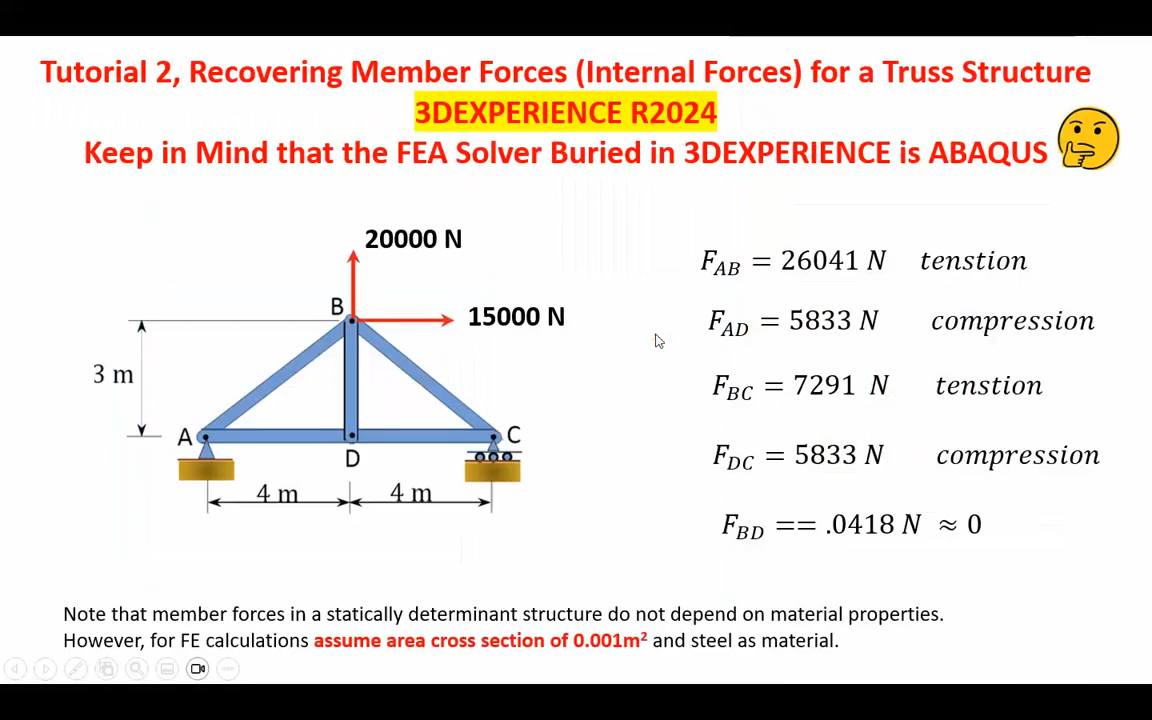 Tutorial 2, Recovering Member Forces (Internal Forces) for a Truss Structure
3DEXPERIENCE R2024
Keep in Mind that the FEA Solver Buried in 3DEXPERIENCE is ABAQUS
20000 N
B
15000 N
3 m
A
C
D
4 m
4 m
F_AB = 26041 N tenstion
F_AD = 5833 N compression
F_BC = 7291 N tenstion
F_DC = 5833 N compression
F_BD == .0418 N ≈ 0
Note that member forces in a statically determinant structure do not depend on material properties.
However, for FE calculations assume area cross section of 0.001m² and steel as material.